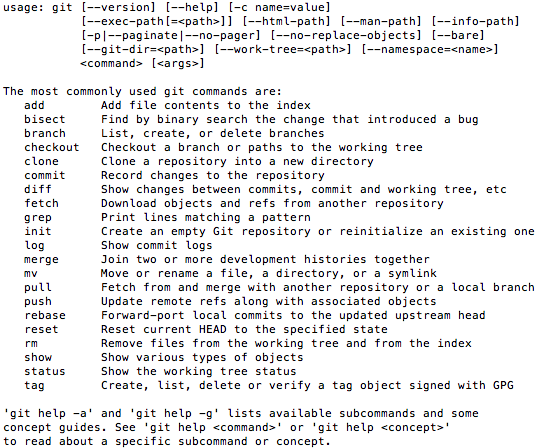 usage: git [--version] [--help] [-c name=value]
           [--exec-path[=<path>]] [--html-path] [--man-path] [--info-path]
           [-p|--paginate|--no-pager] [--no-replace-objects] [--bare]
           [--git-dir=<path>] [--work-tree=<path>] [--namespace=<name>]
           <command> [<args>]

The most commonly used git commands are:
   add        Add file contents to the index
   bisect     Find by binary search the change that introduced a bug
   branch     List, create, or delete branches
   checkout   Checkout a branch or paths to the working tree
   clone      Clone a repository into a new directory
   commit     Record changes to the repository
   diff       Show changes between commits, commit and working tree, etc
   fetch      Download objects and refs from another repository
   grep       Print lines matching a pattern
   init       Create an empty Git repository or reinitialize an existing one
   log        Show commit logs
   merge      Join two or more development histories together
   mv         Move or rename a file, a directory, or a symlink
   pull       Fetch from and merge with another repository or a local branch
   push       Update remote refs along with associated objects
   rebase     Forward-port local commits to the updated upstream head
   reset      Reset current HEAD to the specified state
   rm         Remove files from the working tree and from the index
   show       Show various types of objects
   status     Show the working tree status
   tag        Create, list, delete or verify a tag object signed with GPG

'git help -a' and 'git help -g' lists available subcommands and some
concept guides. See 'git help <command>' or 'git help <concept>'
to read about a specific subcommand or concept.